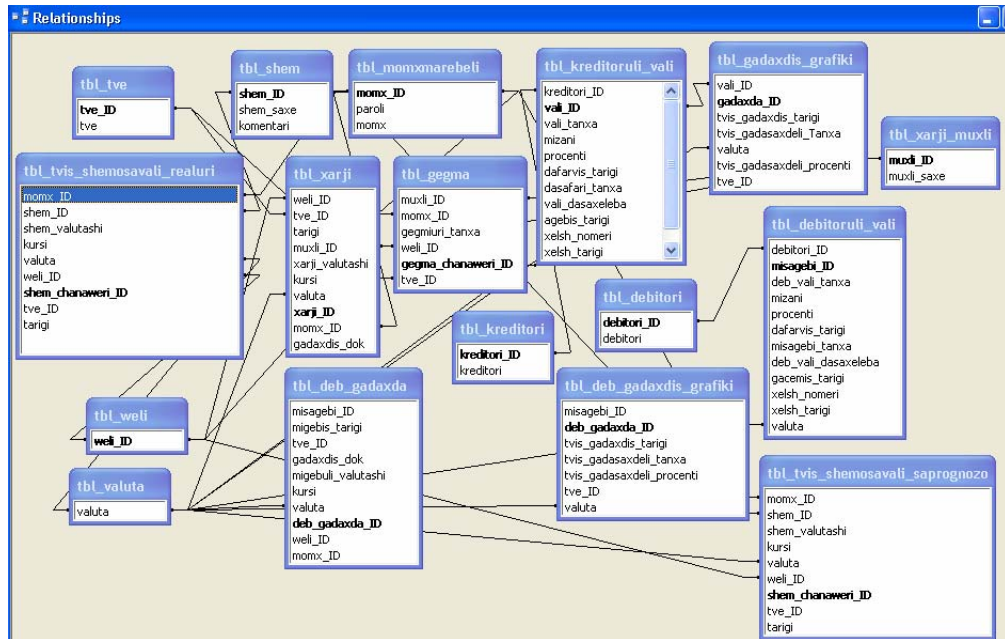 Relationships
tbl_tve
tve_ID
tve
tbl_shem
shem_ID
shem_saxe
komentari
tbl_momxmarebeli
momx_ID
paroli
momx
tbl_kreditoruli_vali
kreditori_ID
vali_ID
vali_tanxa
mizani
procenti
dafarvis_tarigi
dasafari_tanxa
vali_dasaxeleba
agebis_tarigi
xelsh_nomeri
xelsh_tarigi
tbl_gadaxdis_grafiki
vali_ID
gadaxda_ID
tvis_gadaxdis_tarigi
tvis_gadasaxdeli_Tanxa
valuta
tvis_gadasaxdeli_procenti
tve_ID
tbl_xarji_muxli
muxli_ID
muxli_saxe
tbl_tvis_shemosavali_realuri
momx_ID
shem_ID
shem_valutashi
kursi
valuta
weli_ID
shem_chanaweri_ID
tve_ID
tarigi
tbl_xarji
weli_ID
tve_ID
tarigi
muxli_ID
xarji_valutashi
kursi
valuta
xarji_ID
momx_ID
gadaxdis_dok
tbl_gegma
muxli_ID
momx_ID
gegmiuri_tanxa
weli_ID
gegma_chanaweri_ID
tve_ID
tbl_debitoruli_vali
debitori_ID
misagebi_ID
deb_vali_tanxa
mizani
procenti
dafarvis_tarigi
misagebi_tanxa
deb_vali_dasaxeleba
gacemis_tarigi
xelsh_nomeri
xelsh_tarigi
valuta
tbl_debitori
debitori_ID
debitori
tbl_kreditori
kreditori_ID
kreditori
tbl_weli
weli_ID
tbl_valuta
valuta
tbl_deb_gadaxda
misagebi_ID
migebis_tarigi
tve_ID
gadaxdis_dok
migebuli_valutashi
kursi
valuta
deb_gadaxda_ID
weli_ID
momx_ID
tbl_deb_gadaxdis_grafiki
misagebi_ID
deb_gadaxda_ID
tvis_gadaxdis_tarigi
tvis_gadasaxdeli_tanxa
tvis_gadasaxdeli_procenti
tve_ID
valuta
tbl_tvis_shemosavali_saprognozo
momx_ID
shem_ID
shem_valutashi
kursi
valuta
weli_ID
shem_chanaweri_ID
tve_ID
tarigi